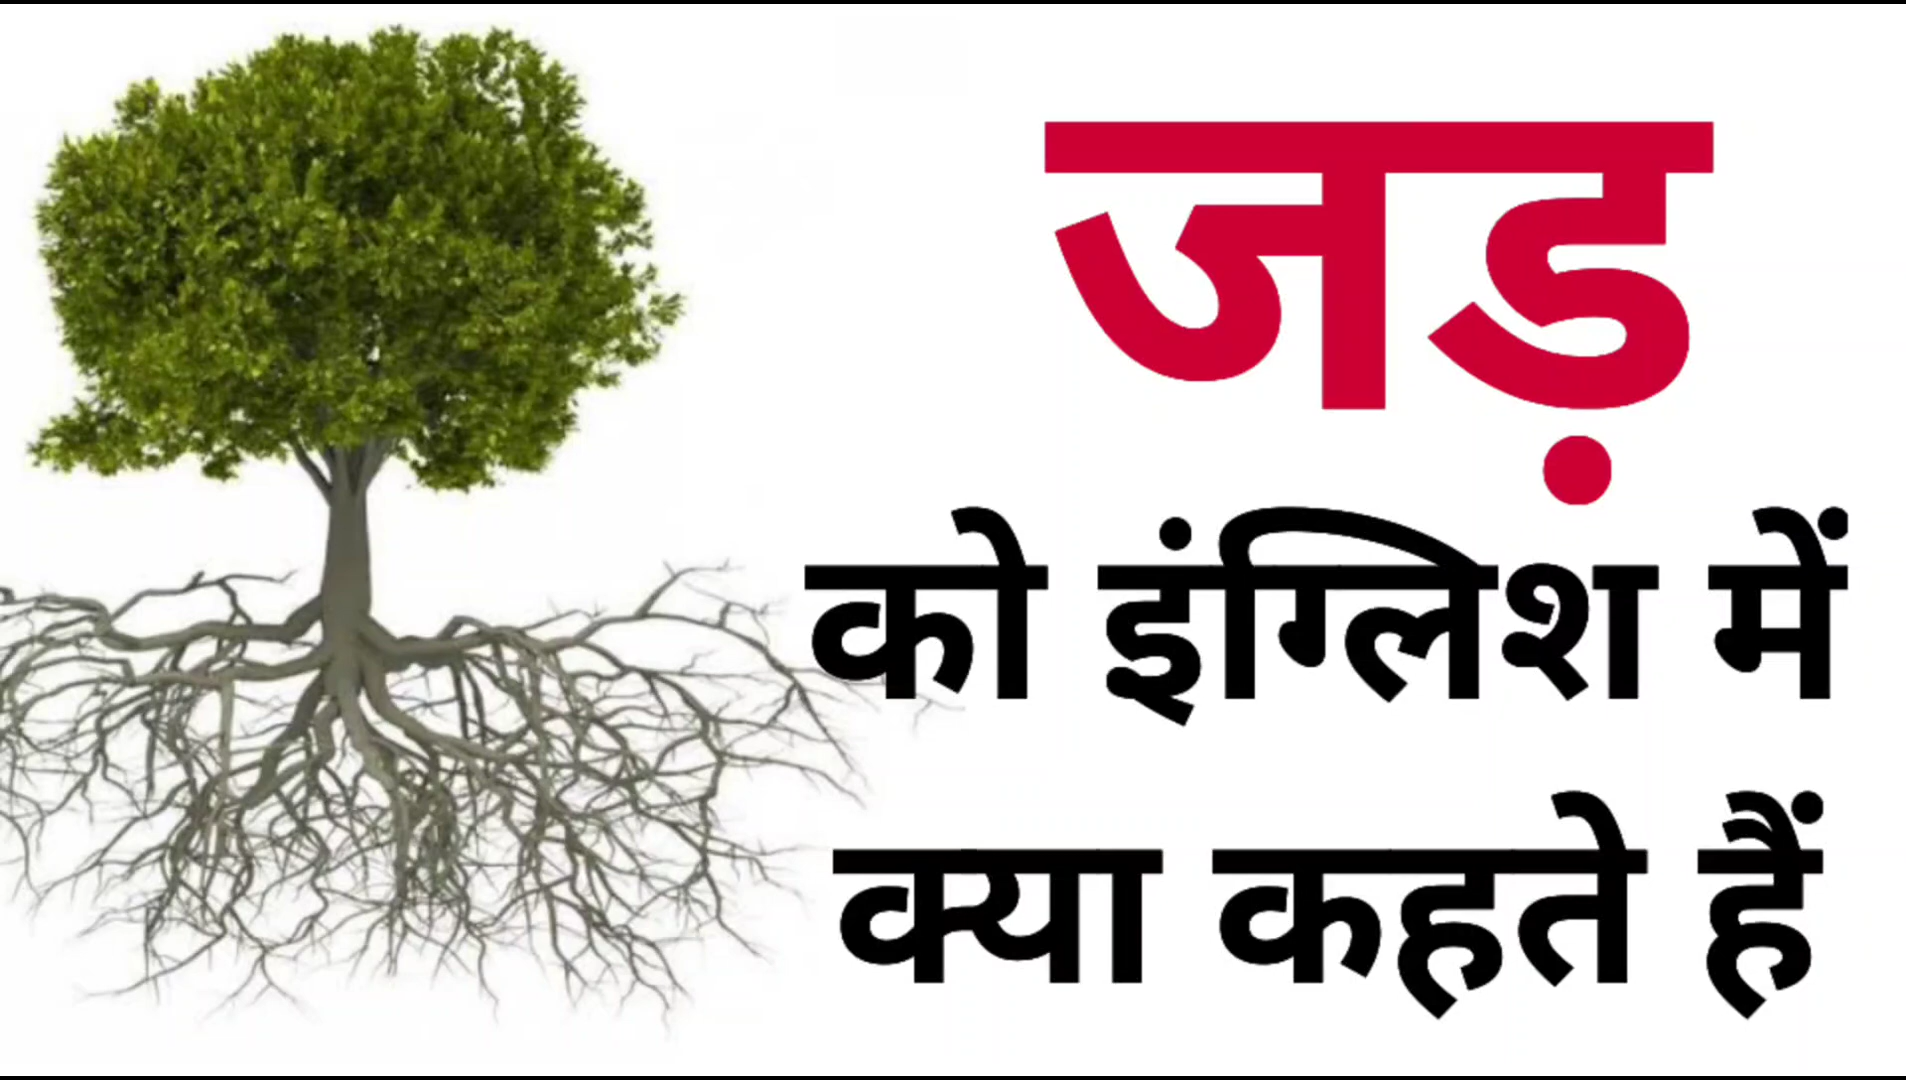 जड़
को इंग्लिश में
क्या कहते हैं